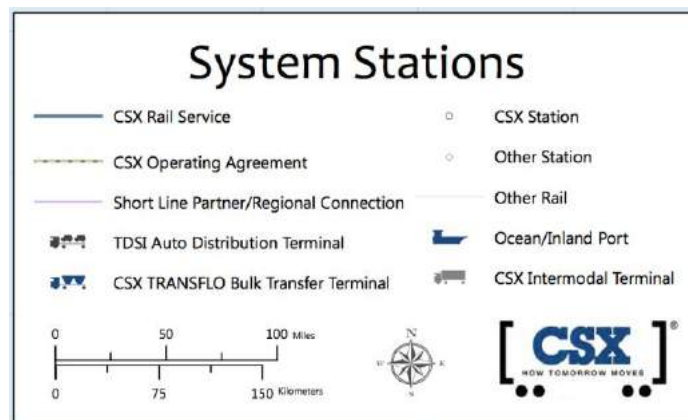 System Stations
CSX Rail Service
CSX Operating Agreement
Short Line Partner/Regional Connection
TDSI Auto Distribution Terminal
CSX TRANSFLO Bulk Transfer Terminal
CSX Station
Other Station
Other Rail
Ocean/Inland Port
CSX Intermodal Terminal
0 50 100 Miles
0 75 150 Kilometers
N
W E
S
[CSX]®
HOW TOMORROW MOVES